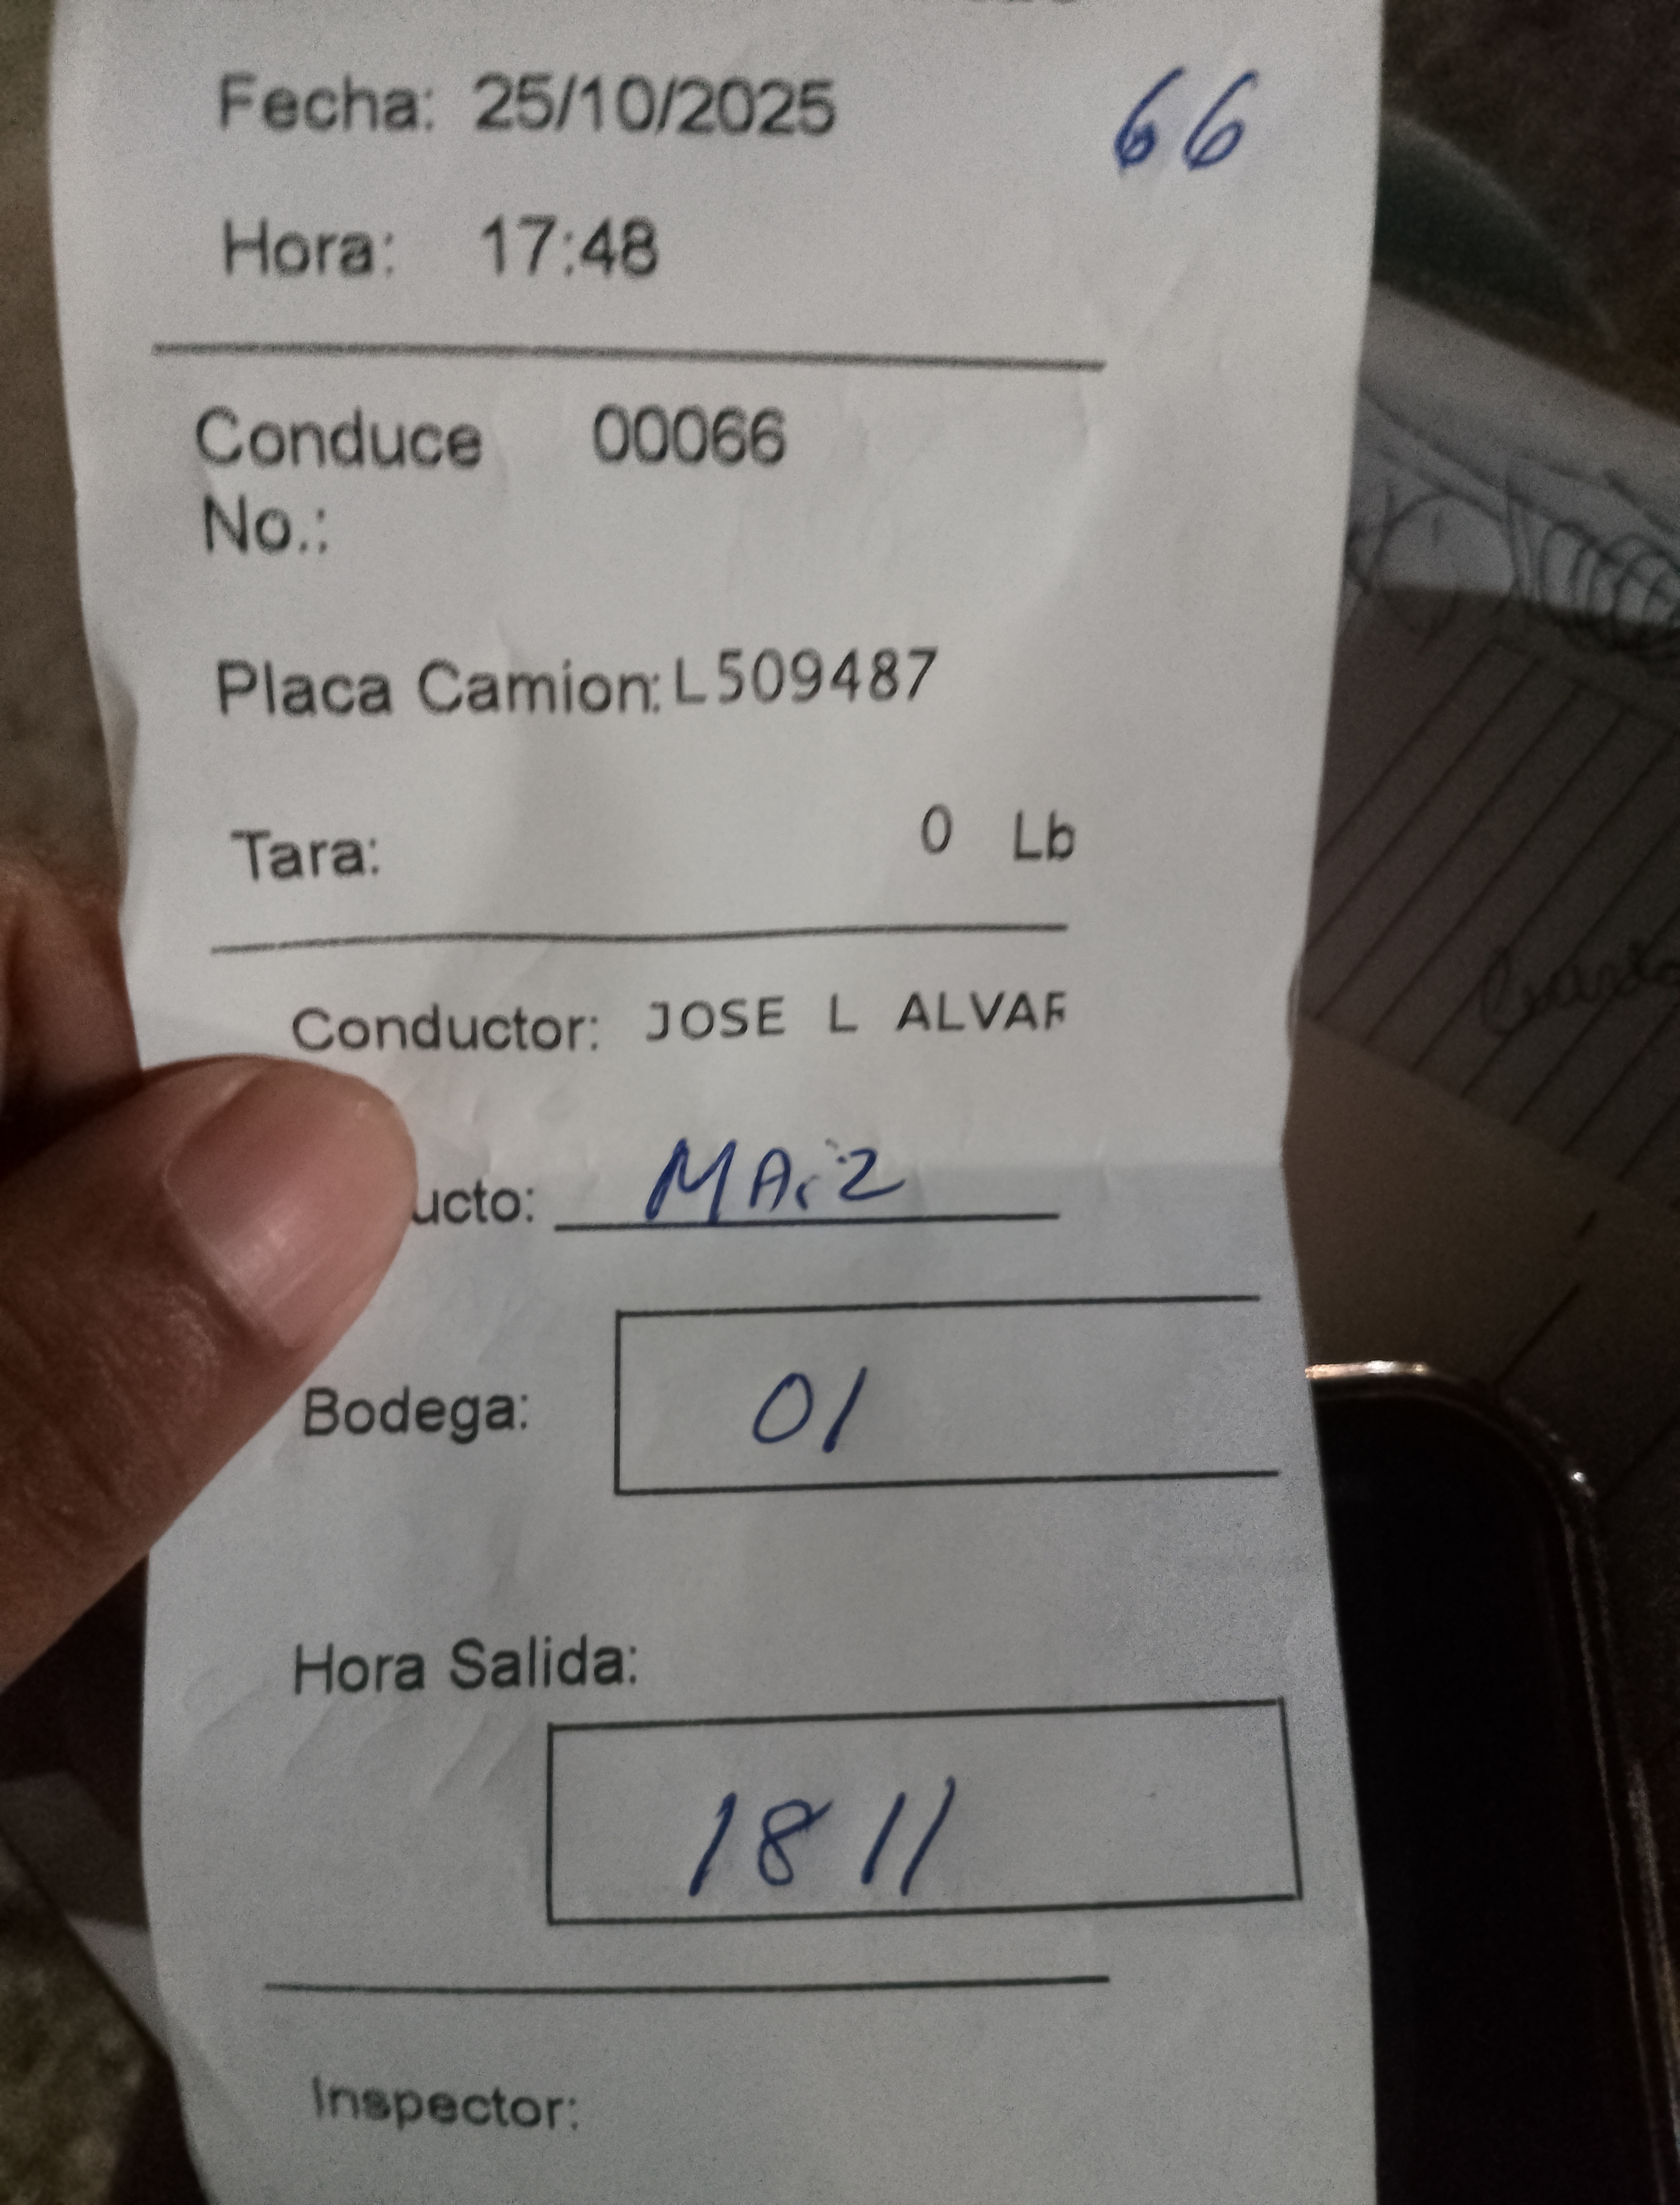 Fecha: 25/10/2025 66
Hora: 17:48
Conduce 00066
No.:
Placa Camion: L509487
Tara: 0 Lb
Conductor: JOSE L ALVAR
ucto: MAiz
Bodega: 01
Hora Salida:
1811
Inspector: